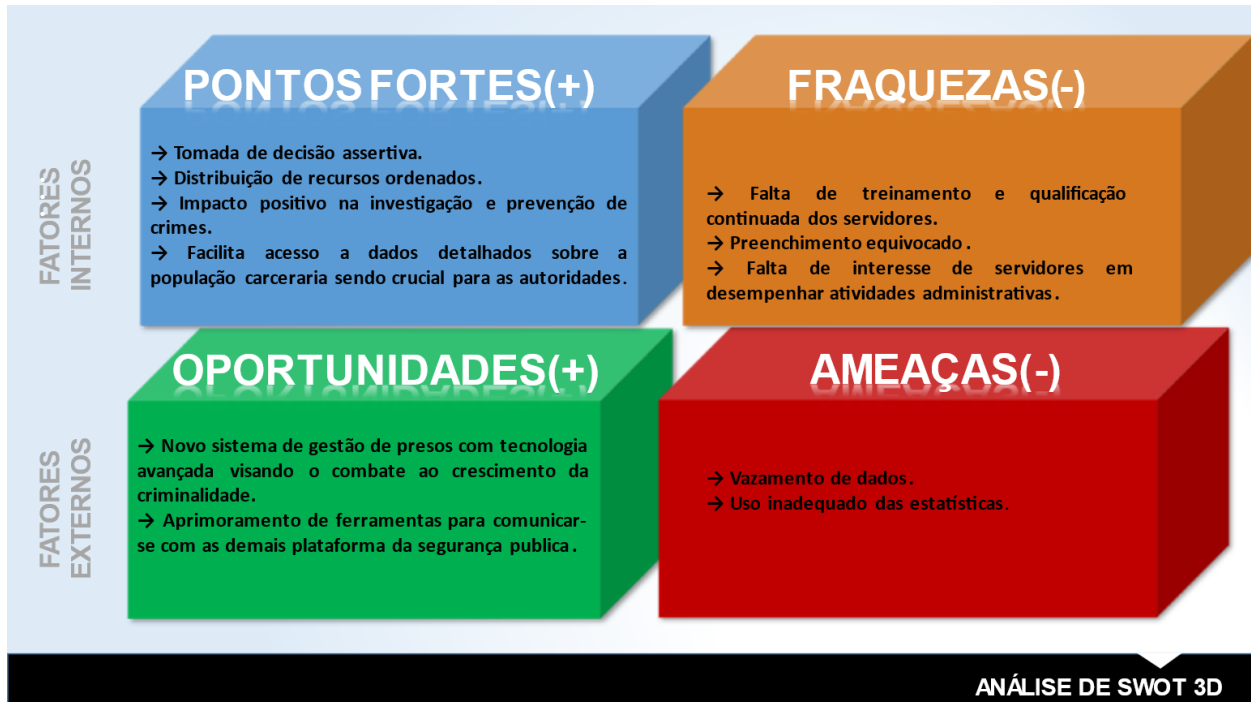 PONTOS FORTES(+)
→ Tomada de decisão assertiva.
→ Distribuição de recursos ordenados.
→ Impacto positivo na investigação e prevenção de
crimes.
→ Facilita acesso a dados detalhados sobre a
população carceraria sendo crucial para as autoridades.
FRAQUEZAS(-)
→ Falta de treinamento e qualificação
continuada dos servidores.
→ Preenchimento equivocado.
→ Falta de interesse de servidores em
desempenhar atividades administrativas.
FATORES
INTERNOS
OPORTUNIDADES(+)
→ Novo sistema de gestão de presos com tecnologia
avançada visando o combate ao crescimento da
criminalidade.
→ Aprimoramento de ferramentas para comunicar-
se com as demais plataforma da segurança publica.
AMEAÇAS(-)
→ Vazamento de dados.
→ Uso inadequado das estatísticas.
FATORES
EXTERNOS
ANÁLISE DE SWOT 3D